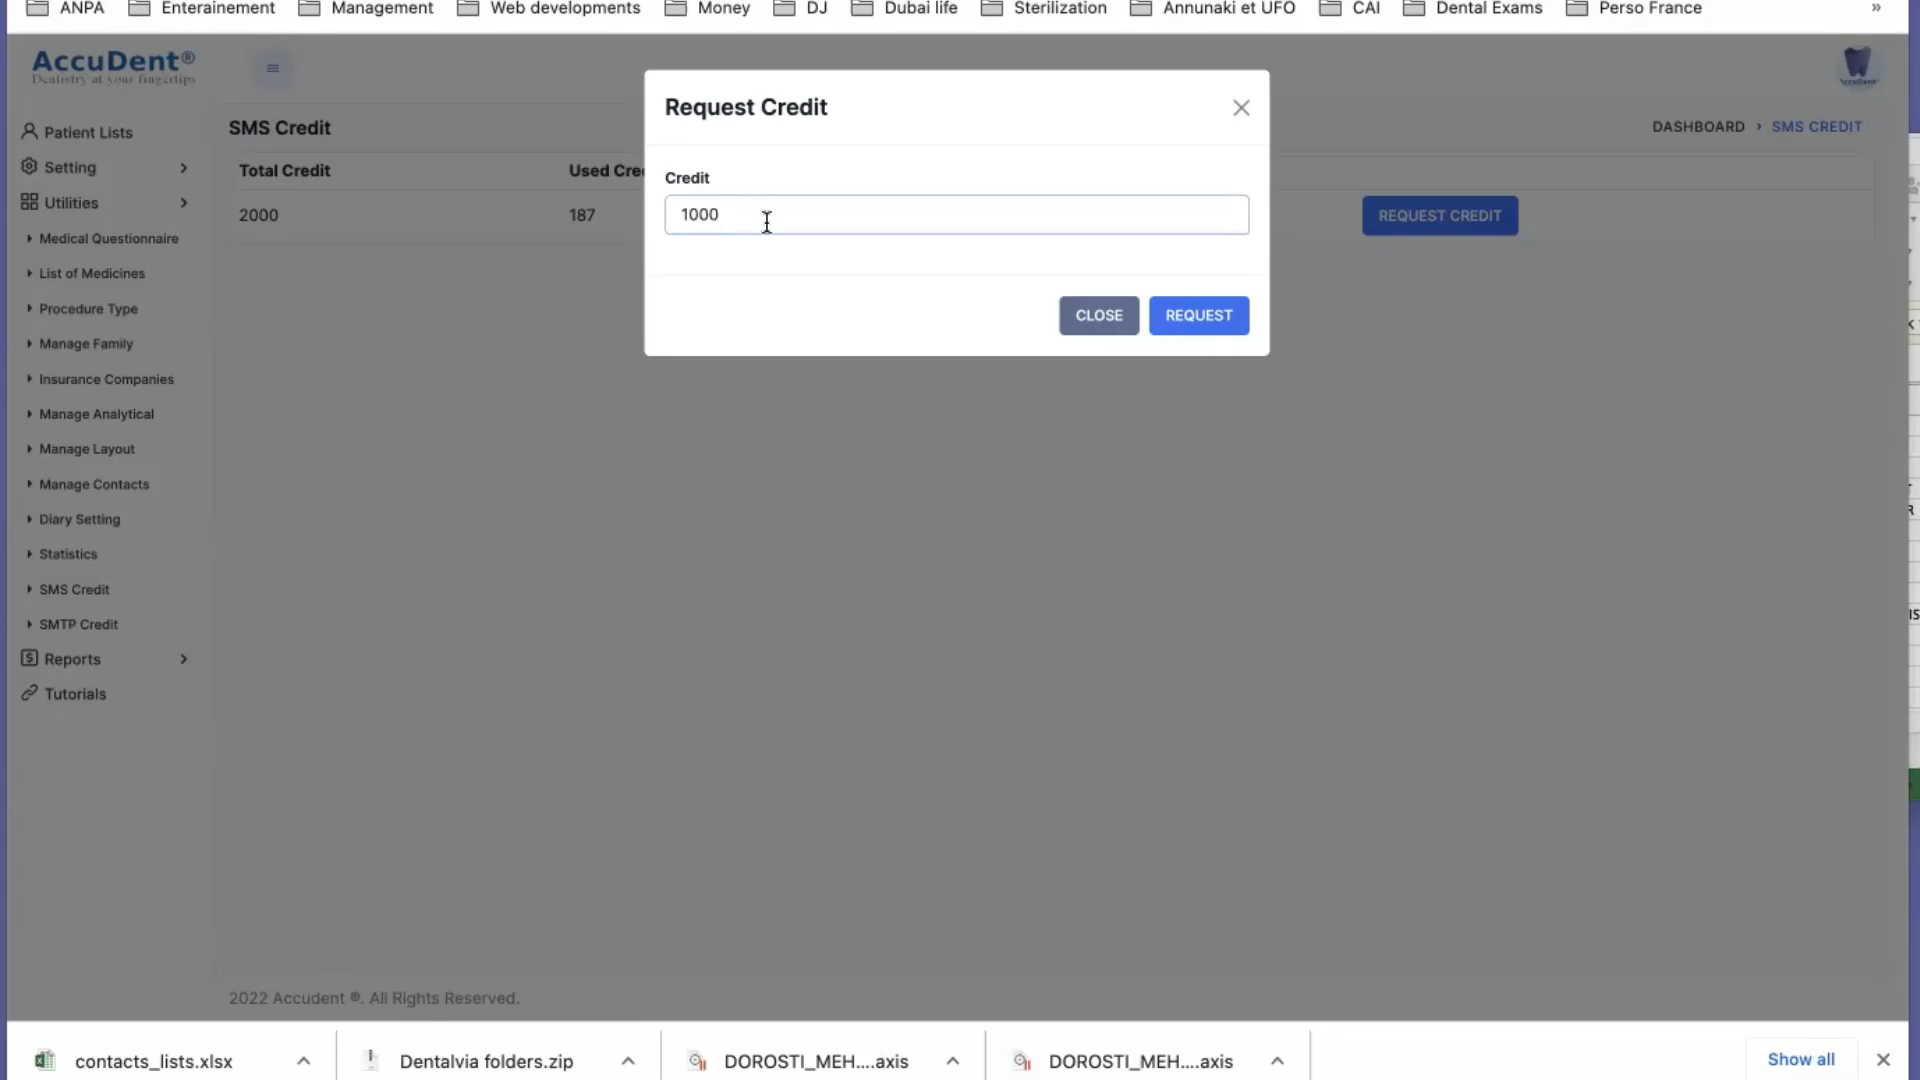 ANPA
Enterainement
Management
Web developments
Money
DJ
Dubai life
Sterilization
Annunaki et UFO
CAI
Dental Exams
Perso France
»
AccuDent®
Dentistry at your fingertips
Request Credit
Patient Lists
SMS Credit
DASHBOARD > SMS CREDIT
Setting
Total Credit
Used Cre
Credit
Utilities
2000
187
1000
REQUEST CREDIT
Medical Questionnaire
List of Medicines
Procedure Type
CLOSE
REQUEST
Manage Family
Insurance Companies
Manage Analytical
Manage Layout
Manage Contacts
Diary Setting
Statistics
SMS Credit
SMTP Credit
Reports
Tutorials
2022 Accudent ®. All Rights Reserved.
contacts_lists.xlsx
Dentalvia folders.zip
DOROSTI_MEH....axis
DOROSTI_MEH....axis
Show all